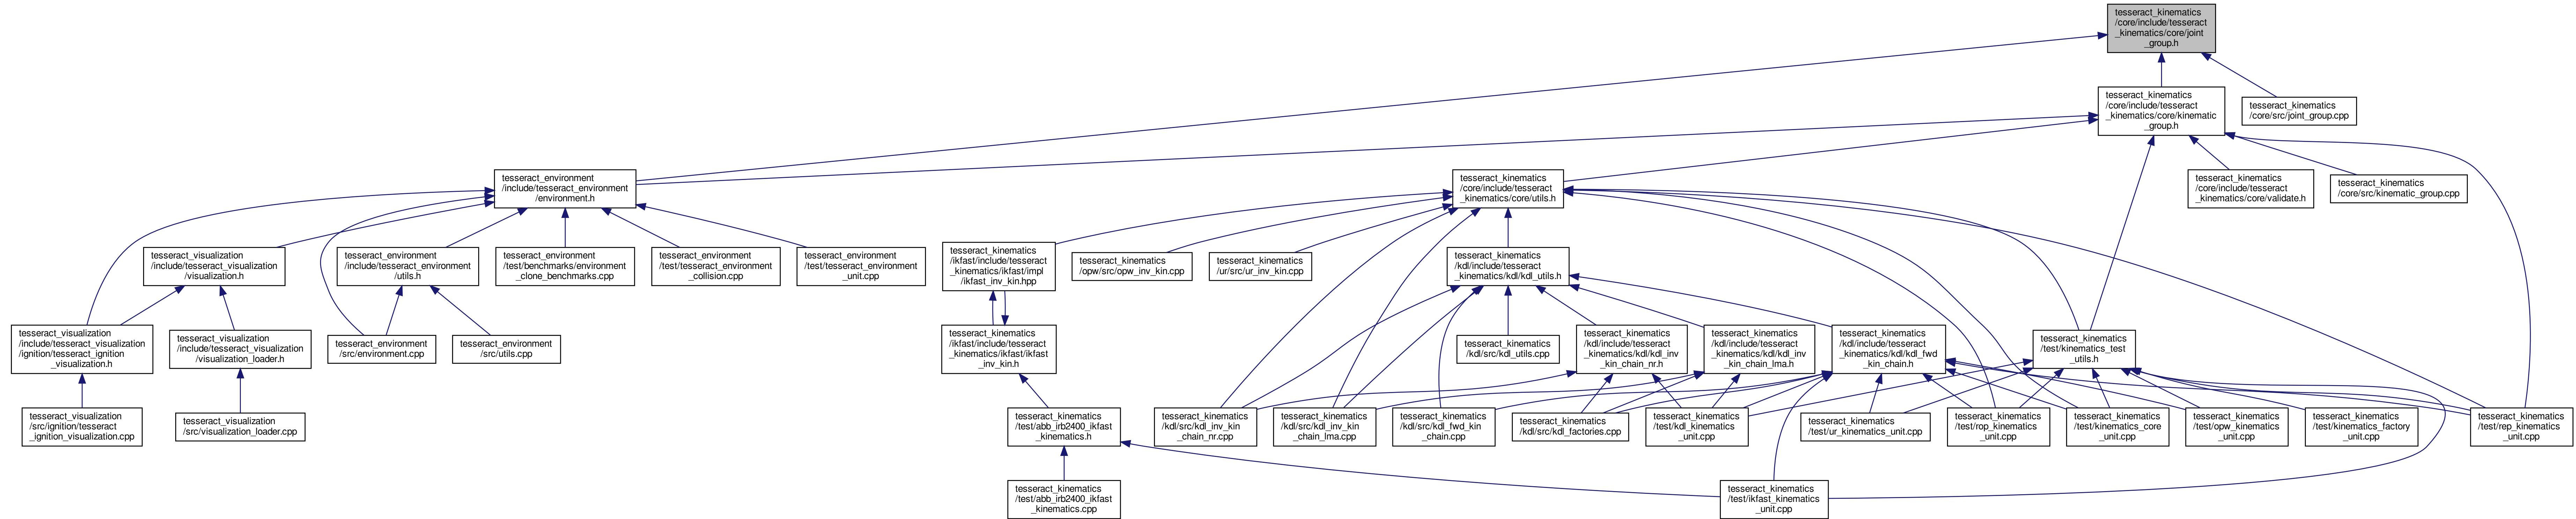 tesseract_kinematics
/core/include/tesseract
_kinematics/core/joint
_group.h
tesseract_kinematics
/core/include/tesseract
_kinematics/core/kinematic
_group.h
tesseract_kinematics
/core/src/joint_group.cpp
tesseract_environment
/include/tesseract_environment
/environment.h
tesseract_kinematics
/core/include/tesseract
_kinematics/core/utils.h
tesseract_kinematics
/core/include/tesseract
_kinematics/core/validate.h
tesseract_kinematics
/core/src/kinematic_group.cpp
tesseract_visualization
/include/tesseract_visualization
/visualization.h
tesseract_environment
/include/tesseract_environment
/utils.h
tesseract_environment
/test/benchmarks/environment
_clone_benchmarks.cpp
tesseract_environment
/test/tesseract_environment
_collision.cpp
tesseract_environment
/test/tesseract_environment
_unit.cpp
tesseract_kinematics
/ikfast/include/tesseract
_kinematics/ikfast/impl
/ikfast_inv_kin.hpp
tesseract_kinematics
/opw/src/opw_inv_kin.cpp
tesseract_kinematics
/ur/src/ur_inv_kin.cpp
tesseract_kinematics
/kdl/include/tesseract
_kinematics/kdl/kdl_utils.h
tesseract_visualization
/include/tesseract_visualization
/ignition/tesseract_ignition
_visualization.h
tesseract_visualization
/include/tesseract_visualization
/visualization_loader.h
tesseract_environment
/src/environment.cpp
tesseract_environment
/src/utils.cpp
tesseract_kinematics
/ikfast/include/tesseract
_kinematics/ikfast/ikfast
_inv_kin.h
tesseract_kinematics
/kdl/src/kdl_utils.cpp
tesseract_kinematics
/kdl/include/tesseract
_kinematics/kdl/kdl_inv
_kin_chain_nr.h
tesseract_kinematics
/kdl/include/tesseract
_kinematics/kdl/kdl_inv
_kin_chain_lma.h
tesseract_kinematics
/kdl/include/tesseract
_kinematics/kdl/kdl_fwd
_kin_chain.h
tesseract_kinematics
/test/kinematics_test
_utils.h
tesseract_visualization
/src/ignition/tesseract
_ignition_visualization.cpp
tesseract_visualization
/src/visualization_loader.cpp
tesseract_kinematics
/test/abb_irb2400_ikfast
_kinematics.h
tesseract_kinematics
/kdl/src/kdl_inv_kin
_chain_nr.cpp
tesseract_kinematics
/kdl/src/kdl_inv_kin
_chain_lma.cpp
tesseract_kinematics
/kdl/src/kdl_fwd_kin
_chain.cpp
tesseract_kinematics
/kdl/src/kdl_factories.cpp
tesseract_kinematics
/test/kdl_kinematics
_unit.cpp
tesseract_kinematics
/test/ur_kinematics_unit.cpp
tesseract_kinematics
/test/rop_kinematics
_unit.cpp
tesseract_kinematics
/test/kinematics_core
_unit.cpp
tesseract_kinematics
/test/opw_kinematics
_unit.cpp
tesseract_kinematics
/test/kinematics_factory
_unit.cpp
tesseract_kinematics
/test/rep_kinematics
_unit.cpp
tesseract_kinematics
/test/abb_irb2400_ikfast
_kinematics.cpp
tesseract_kinematics
/test/ikfast_kinematics
_unit.cpp